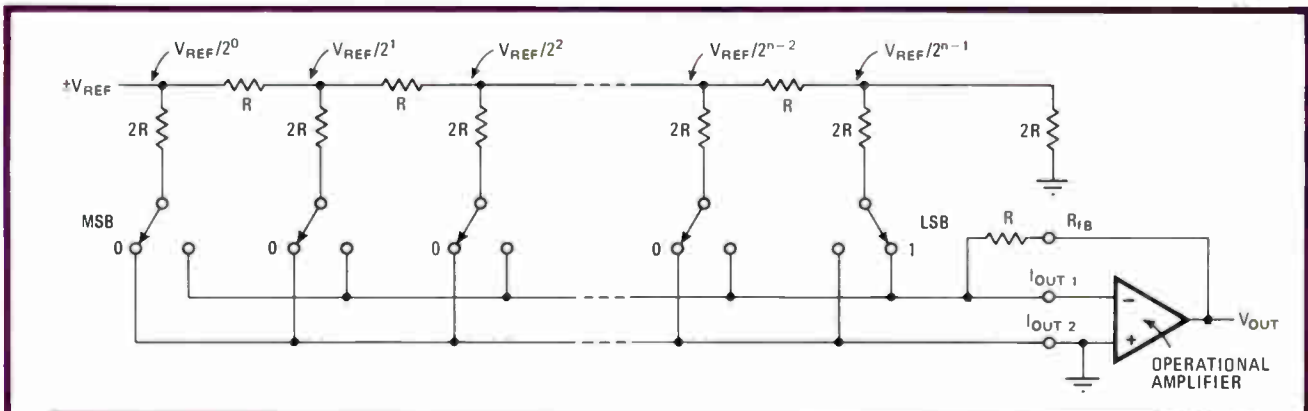 V_REF/2^0
V_REF/2^1
V_REF/2^2
V_REF/2^n-2
V_REF/2^n-1
+V_REF
R
R
R
2R
2R
2R
2R
2R
2R
MSB
LSB
0
0
0
0
1
R
R_fB
I_OUT 1
I_OUT 2
−
+
V_OUT
OPERATIONAL
AMPLIFIER